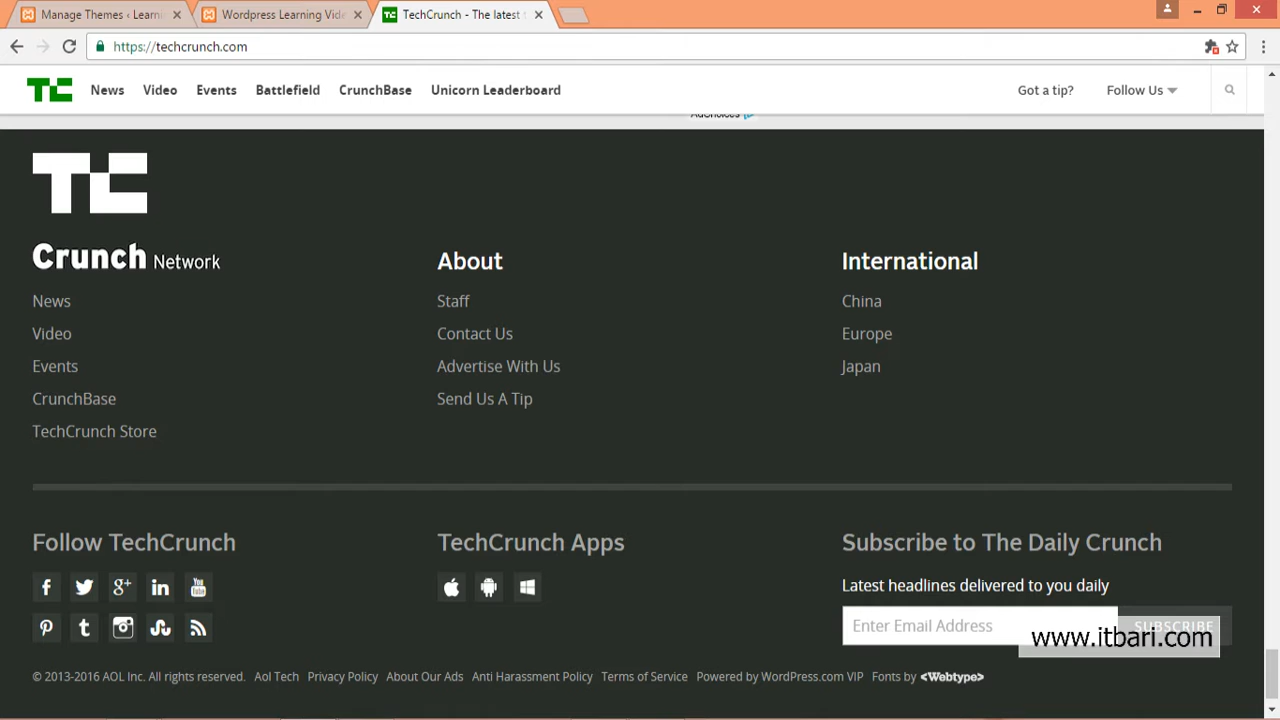 Manage Themes ‹ Learni
Wordpress Learning Vide
TechCrunch - The latest t
https://techcrunch.com
TC
News
Video
Events
Battlefield
CrunchBase
Unicorn Leaderboard
Got a tip?
Follow Us
AdChoices
TC
Crunch Network
News
Video
Events
CrunchBase
TechCrunch Store
About
Staff
Contact Us
Advertise With Us
Send Us A Tip
International
China
Europe
Japan
Follow TechCrunch
TechCrunch Apps
Subscribe to The Daily Crunch
Latest headlines delivered to you daily
Enter Email Address
SUBSCRIBE
www.itbari.com
© 2013-2016 AOL Inc. All rights reserved. Aol Tech Privacy Policy About Our Ads Anti Harassment Policy Terms of Service Powered by WordPress.com VIP Fonts by <Webtype>